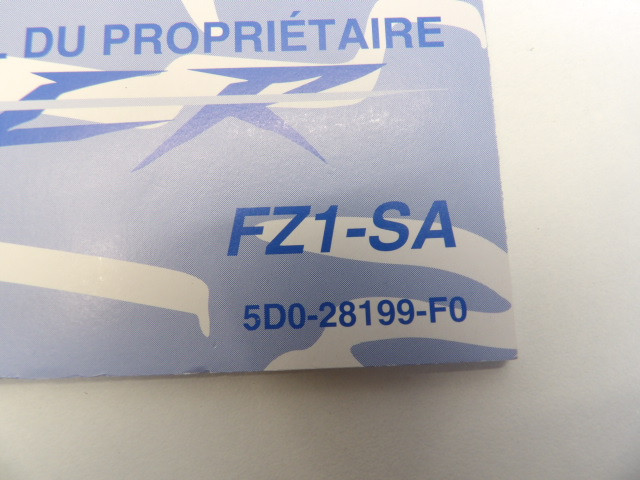 L DU PROPRIÉTAIRE
FZ1-SA
5D0-28199-F0